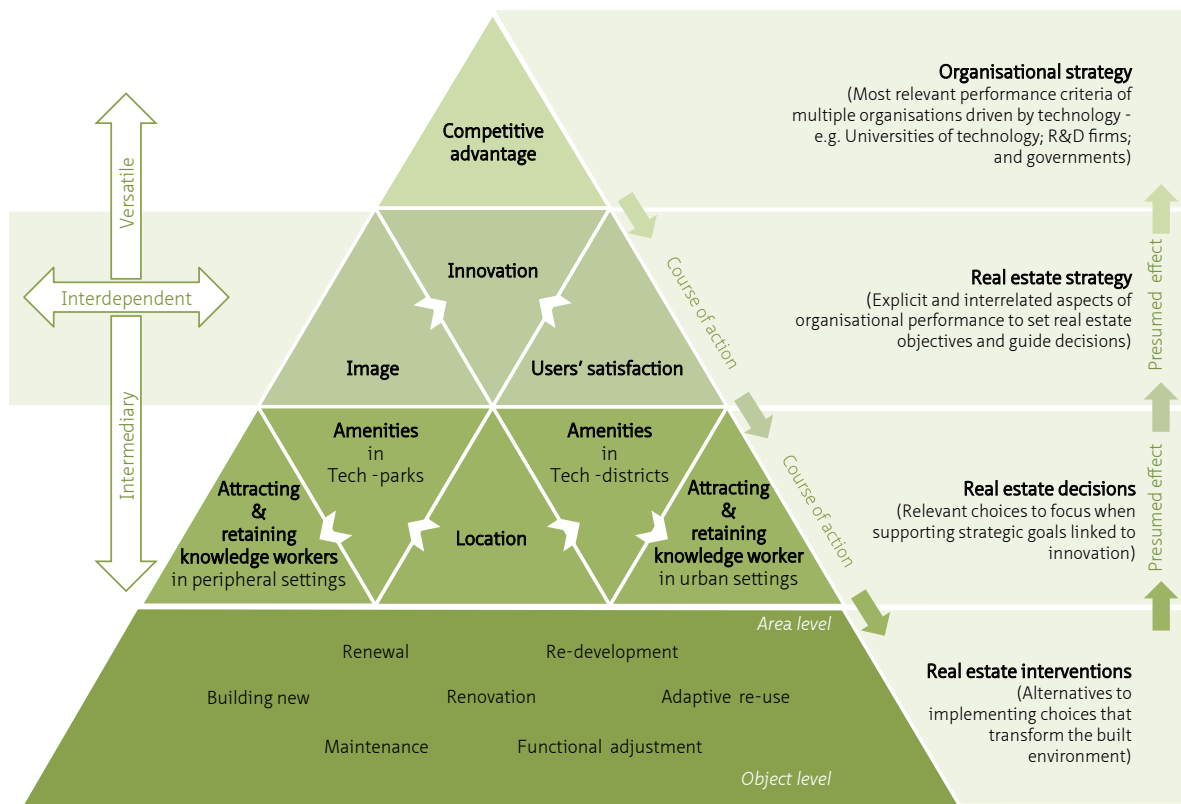 Competitive
advantage
Organisational strategy
(Most relevant performance criteria of
multiple organisations driven by technology -
e.g. Universities of technology; R&D firms;
and governments)
Versatile
Interdependent
Intermediary
Innovation
Image
Users' satisfaction
Course of action
Real estate strategy
(Explicit and interrelated aspects of
organisational performance to set real estate
objectives and guide decisions)
Presumed effect
Attracting
&
retaining
knowledge workers
in peripheral settings
Amenities
in
Tech -parks
Location
Amenities
in
Tech -districts
Attracting
&
retaining
knowledge worker
in urban settings
Course of action
Real estate decisions
(Relevant choices to focus when
supporting strategic goals linked to
innovation)
Presumed effect
Area level
Renewal
Re-development
Building new
Renovation
Adaptive re-use
Maintenance
Functional adjustment
Object level
Real estate interventions
(Alternatives to
implementing choices that
transform the built
environment)